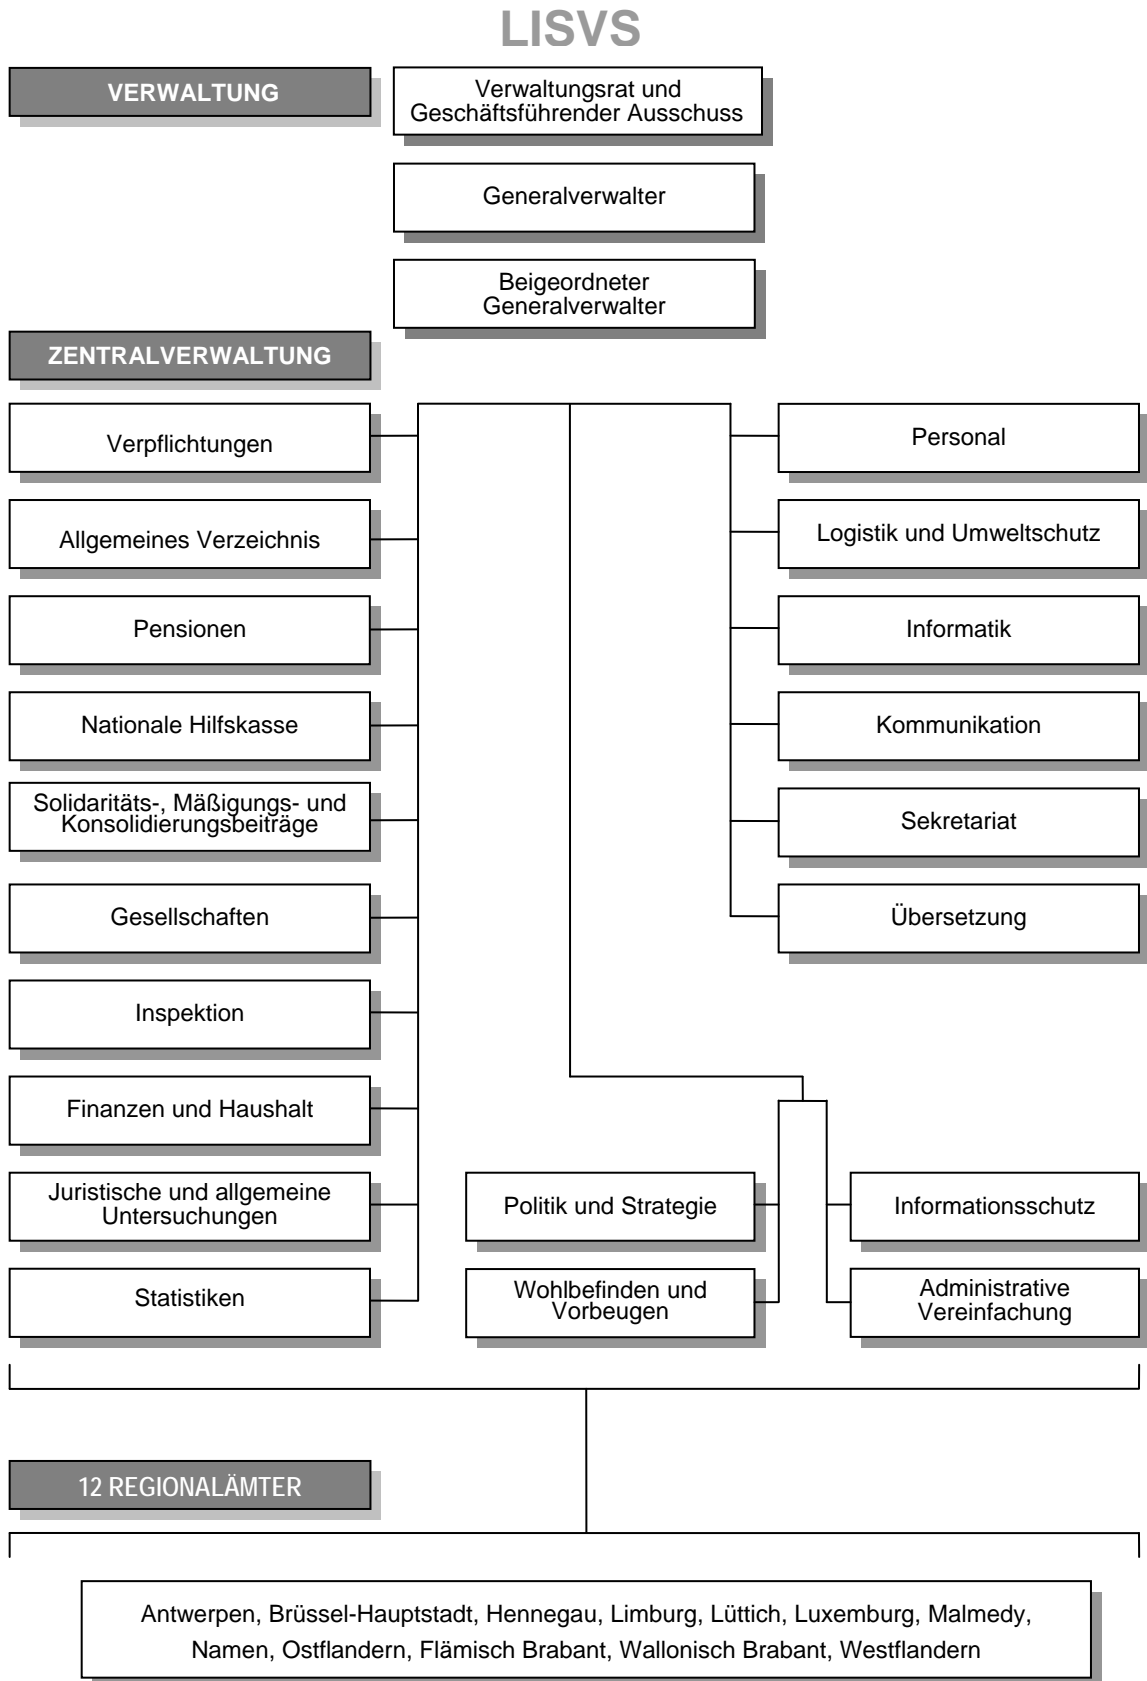 LISVS
VERWALTUNG
Verwaltungsrat und
Geschäftsführender Ausschuss
Generalverwalter
Beigeordneter
Generalverwalter
ZENTRALVERWALTUNG
Verpflichtungen
Allgemeines Verzeichnis
Pensionen
Nationale Hilfskasse
Solidaritäts-, Mäßigungs- und
Konsolidierungsbeiträge
Gesellschaften
Inspektion
Finanzen und Haushalt
Juristische und allgemeine
Untersuchungen
Statistiken
Personal
Logistik und Umweltschutz
Informatik
Kommunikation
Sekretariat
Übersetzung
Politik und Strategie
Wohlbefinden und
Vorbeugen
Informationsschutz
Administrative
Vereinfachung
12 REGIONALÄMTER
Antwerpen, Brüssel-Hauptstadt, Hennegau, Limburg, Lüttich, Luxemburg, Malmedy,
Namen, Ostflandern, Flämisch Brabant, Wallonisch Brabant, Westflandern